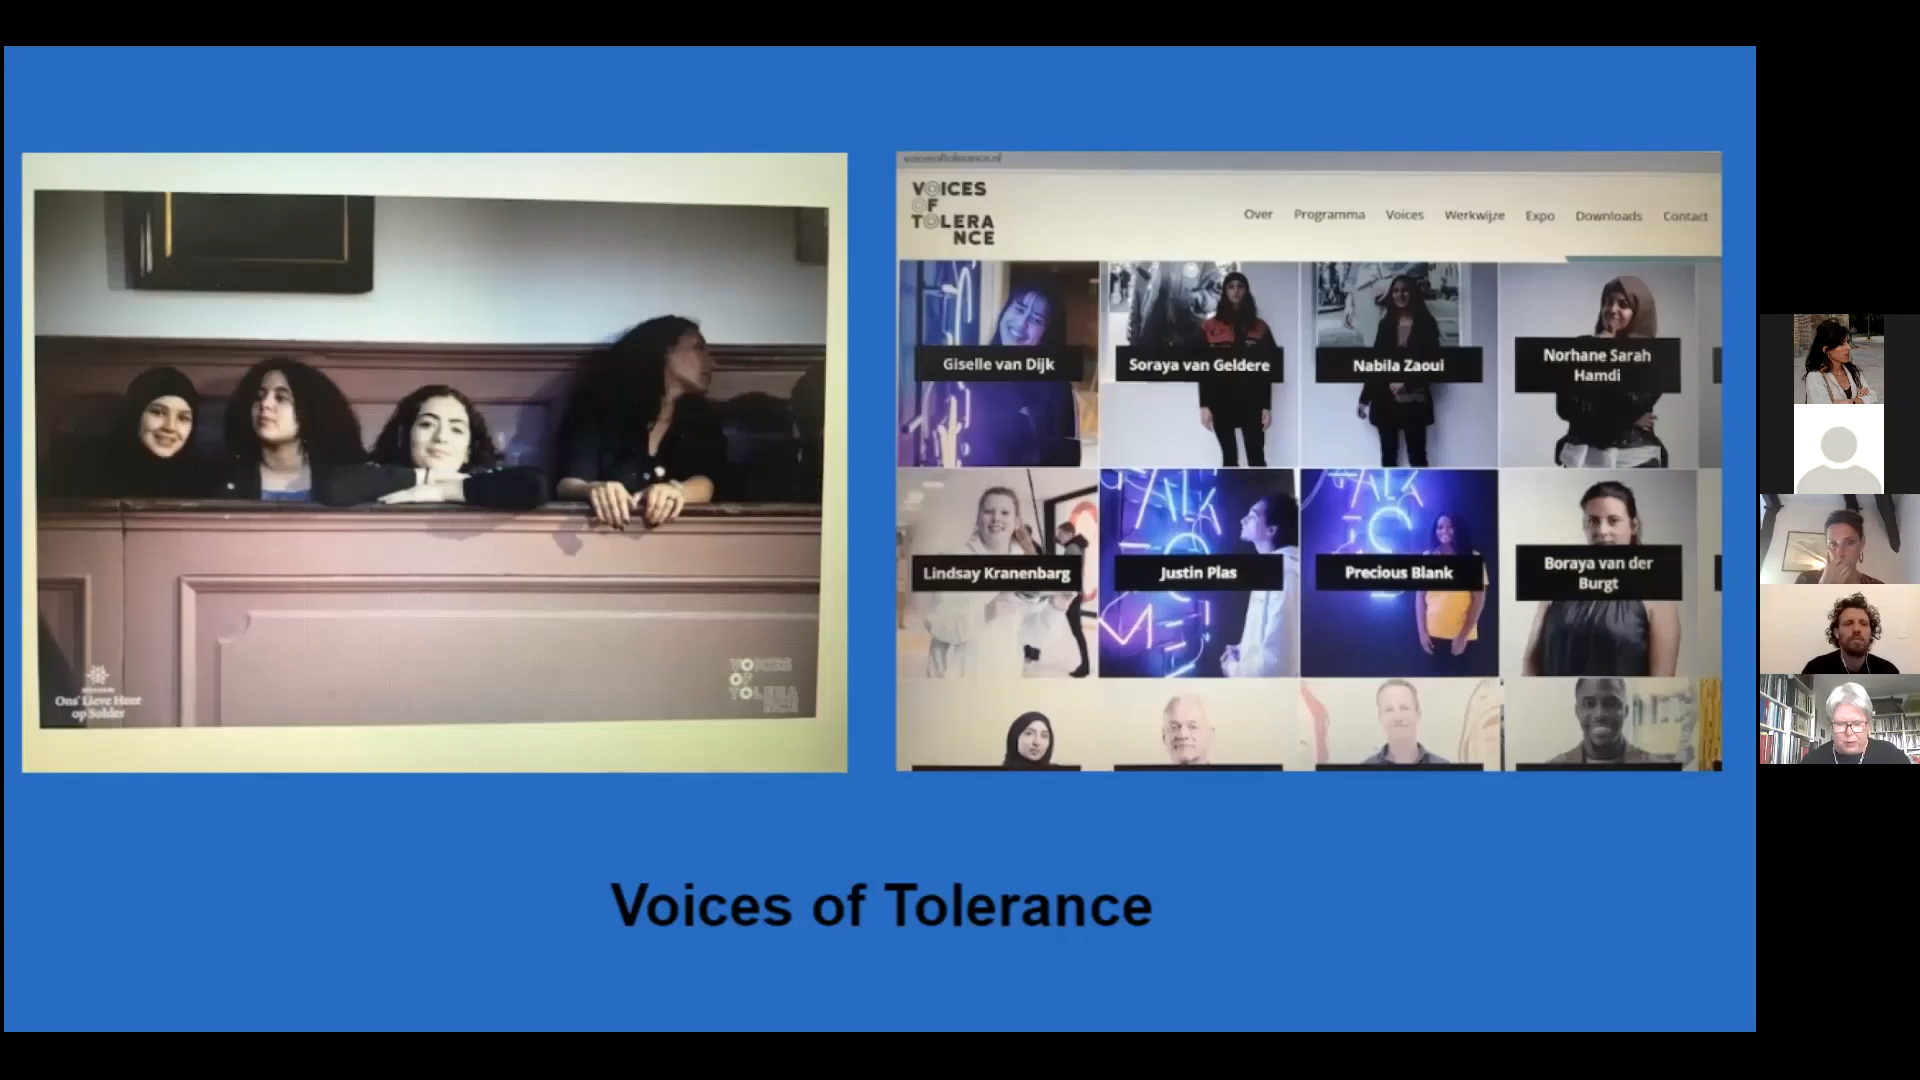 Ons' Lieve Heer
op Solder
VOICES
OF
TOLERA
NCE
voicesoftolerance.nl
VOICES
OF
TOLERA
NCE
Over Programma Voices Werkwijze Expo Downloads Contact
Giselle van Dijk
Soraya van Geldere
Nabila Zaoui
Norhane Sarah
Hamdi
Lindsay Kranenbarg
Justin Plas
Precious Blank
Boraya van der
Burgt
Voices of Tolerance